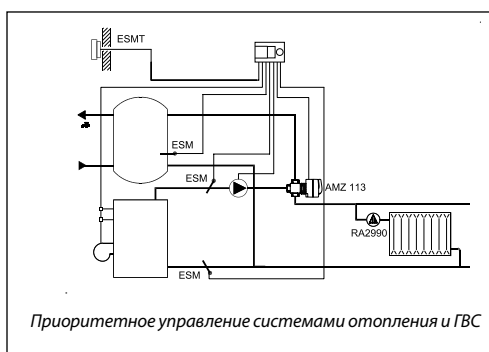 ESMT
ESM
ESM
AMZ 113
RA2990
ESM
Приоритетное управление системами отопления и ГВС